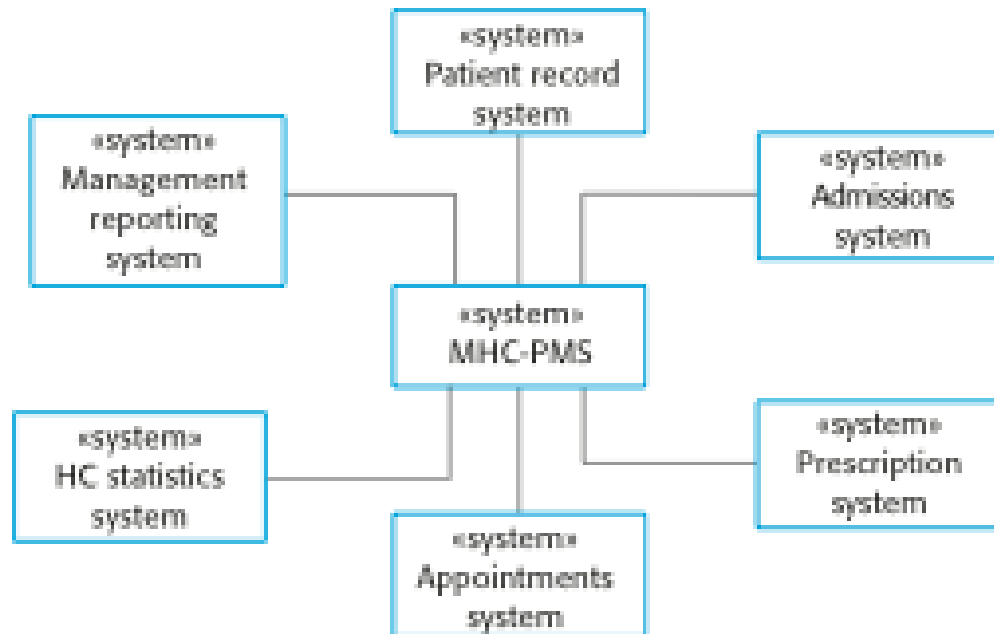 «system»
Patient record
system
«system»
Management
reporting
system
«system»
Admissions
system
«system»
MHC-PMS
«system»
HC statistics
system
«system»
Prescription
system
«system»
Appointments
system